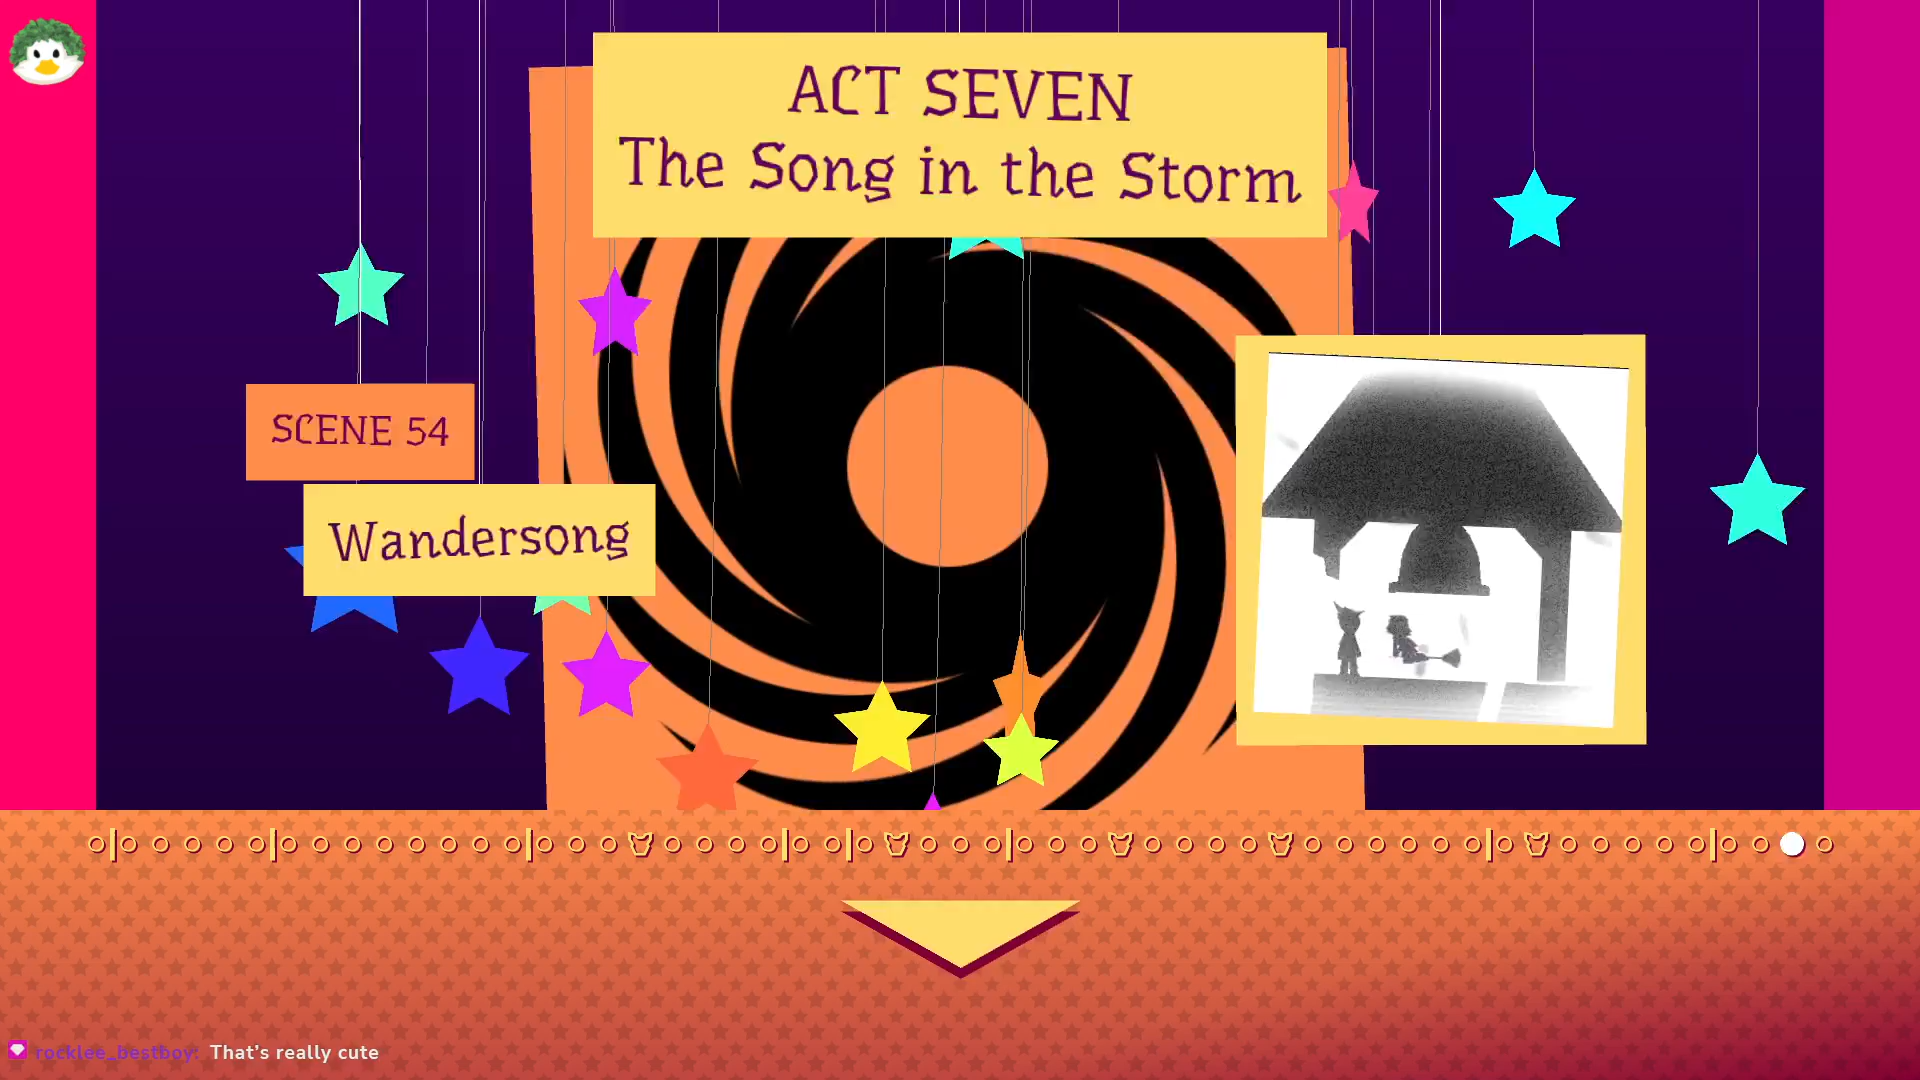 ACT SEVEN
The Song in the Storm
SCENE 54
Wandersong
rocklee_bestboy: That's really cute